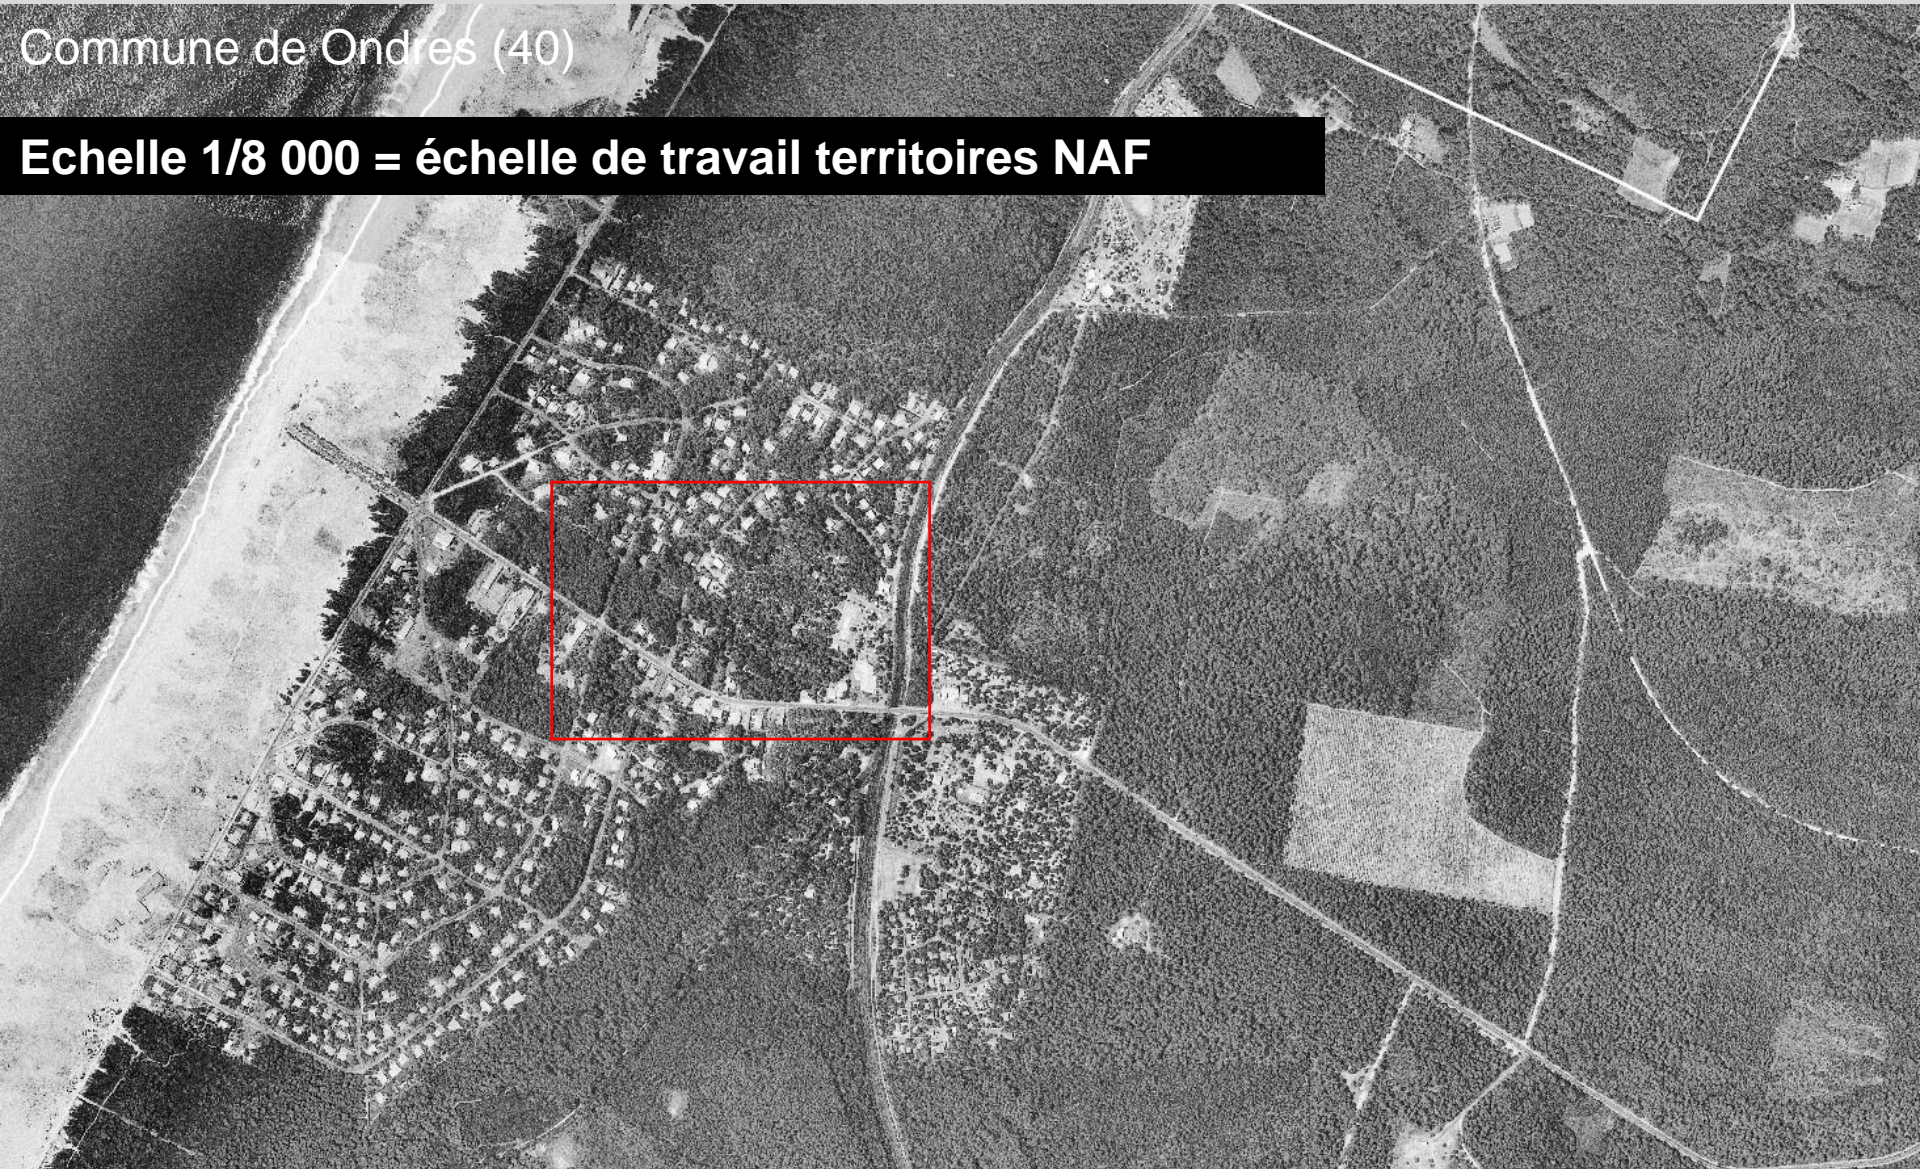 Commune de Ondres (40)
Echelle 1/8 000 = échelle de travail territoires NAF